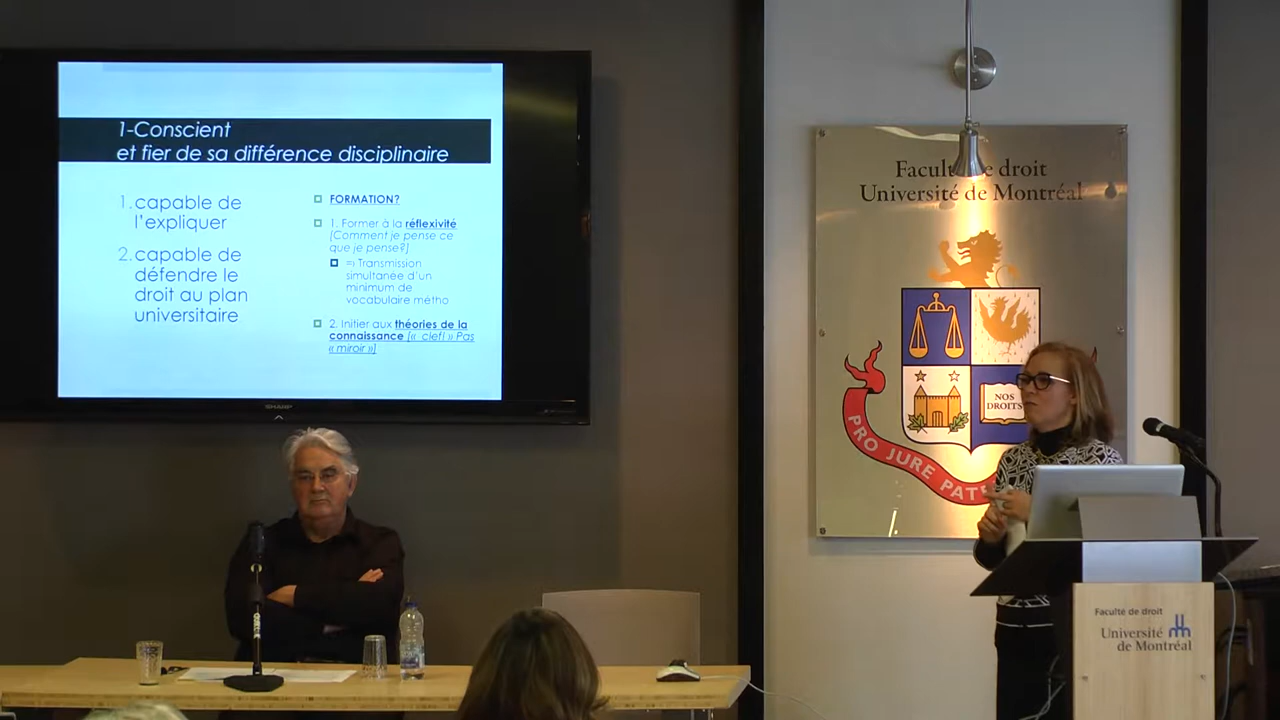 1-Conscient
et fier de sa différence disciplinaire
1. capable de
l'expliquer
2. capable de
défendre le
droit au plan
universitaire
FORMATION?
1. Former à la réflexivité
[Comment je pense ce
que je pense?]
=> Transmission
simultanée d'un
minimum de
vocabulaire métho
2. Initier aux théories de la
connaissance [« clef! » Pas
« miroir »]
SHARP
Faculté de droit
Université de Montréal
NOS
DROITS
PRO JURE PAT
Faculté de droit
Université
de Montréal